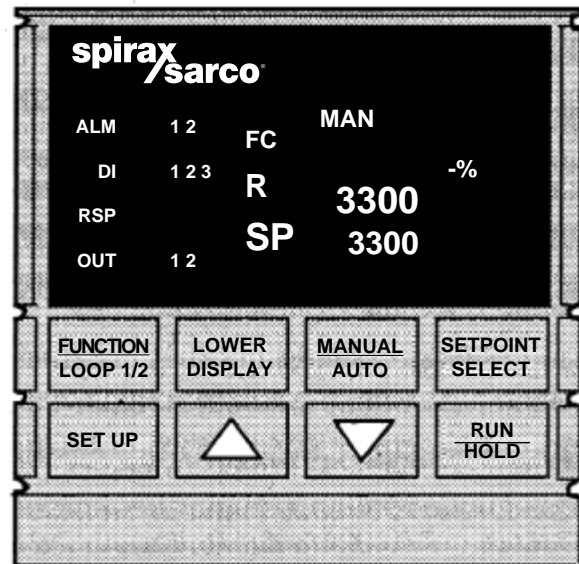 spirax
sarco
ALM 1 2 MAN
FC
DI 1 2 3 -%
R 3300
RSP
SP 3300
OUT 1 2
FUNCTION LOOP 1/2
LOWER DISPLAY
MANUAL AUTO
SETPOINT SELECT
SET UP
RUN HOLD